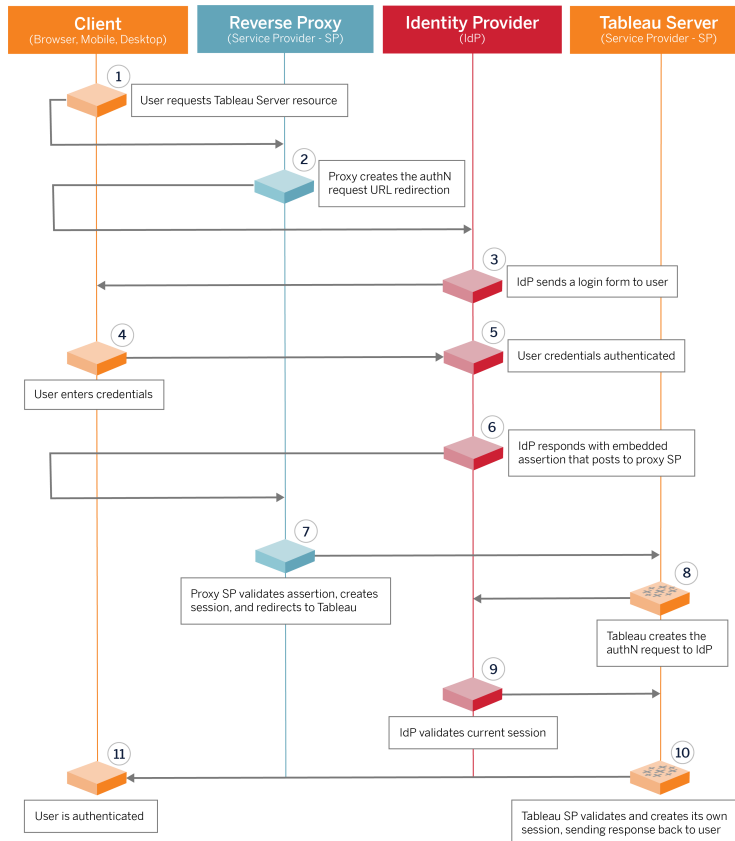 Client
(Browser, Mobile, Desktop)
Reverse Proxy
(Service Provider - SP)
Identity Provider
(IdP)
Tableau Server
(Service Provider - SP)
1
User requests Tableau Server resource
2
Proxy creates the authN
request URL redirection
3
IdP sends a login form to user
4
User enters credentials
5
User credentials authenticated
6
IdP responds with embedded
assertion that posts to proxy SP
7
Proxy SP validates assertion, creates
session, and redirects to Tableau
8
Tableau creates the
authN request to IdP
9
IdP validates current session
10
Tableau SP validates and creates its own
session, sending response back to user
11
User is authenticated